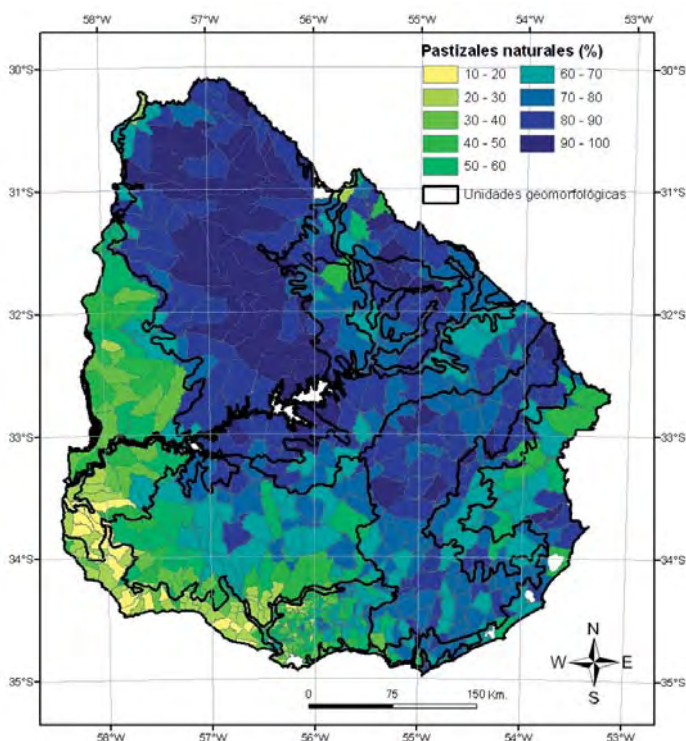 58°W 57°W 56°W 55°W 54°W 53°W
30°S 30°S
Pastizales naturales (%)
10 - 20 60 - 70
20 - 30 70 - 80
30 - 40 80 - 90
40 - 50 90 - 100
50 - 60
Unidades geomorfológicas
31°S 31°S
32°S 32°S
33°S 33°S
34°S 34°S
35°S 35°S
N
W E
S
0 75 150 Km.
58°W 57°W 56°W 55°W 54°W 53°W